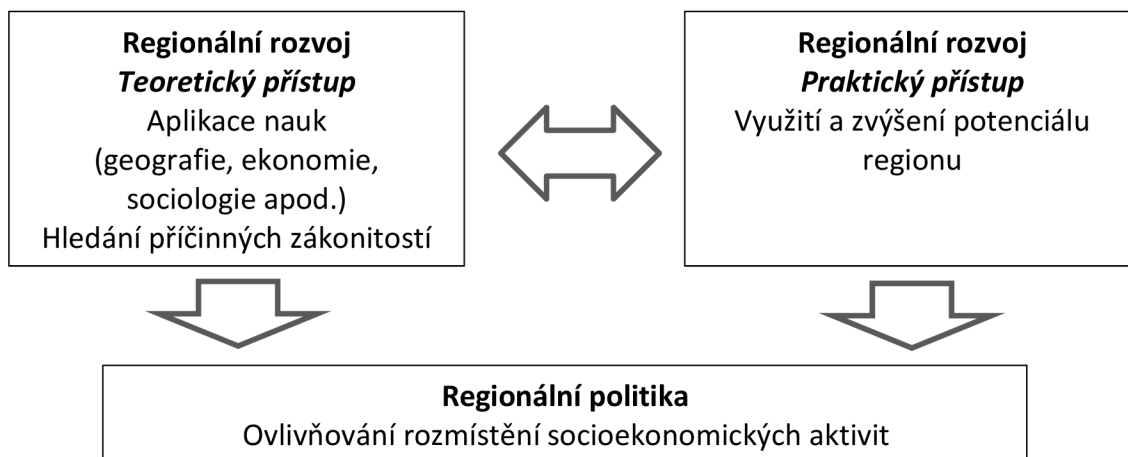 Regionální rozvoj
Teoretický přístup
Aplikace nauk
(geografie, ekonomie,
sociologie apod.)
Hledání příčinných zákonitostí
Regionální rozvoj
Praktický přístup
Využití a zvýšení potenciálu
regionu
Regionální politika
Ovlivňování rozmístění socioekonomických aktivit